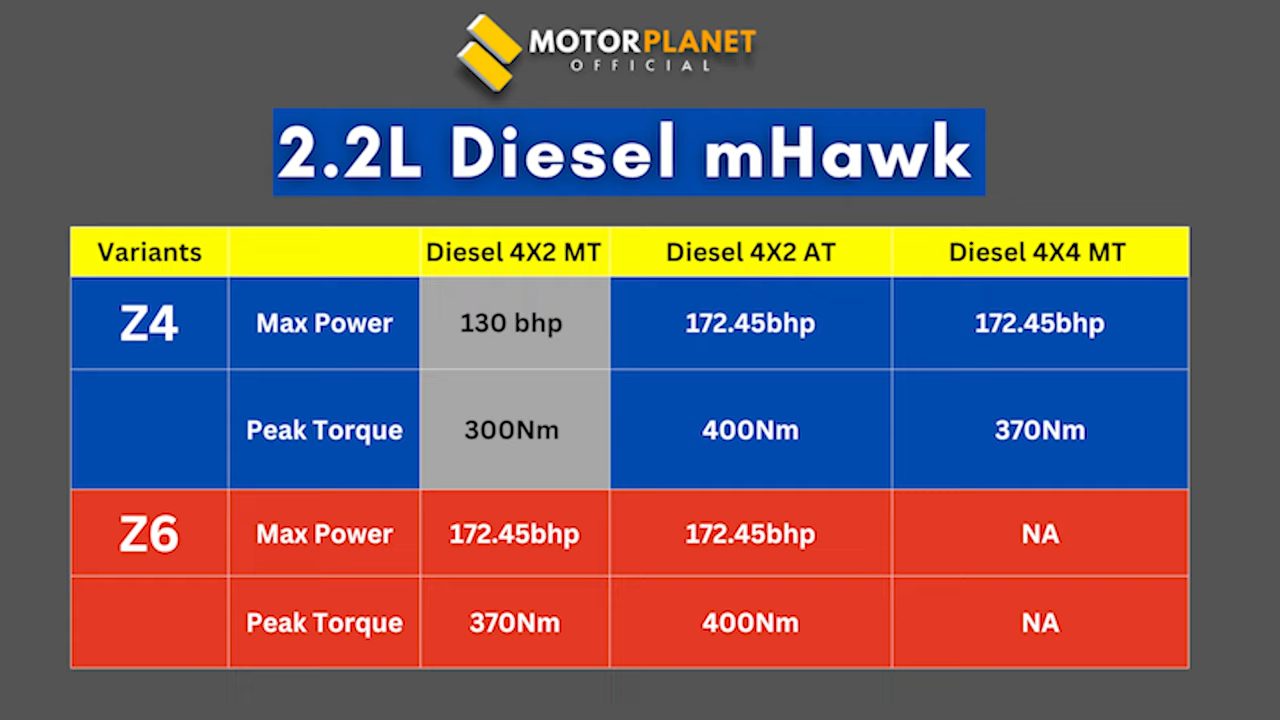 MOTORPLANET
OFFICIAL
2.2L Diesel mHawk
Variants Diesel 4X2 MT Diesel 4X2 AT Diesel 4X4 MT
Z4 Max Power 130 bhp 172.45bhp 172.45bhp
Peak Torque 300Nm 400Nm 370Nm
Z6 Max Power 172.45bhp 172.45bhp NA
Peak Torque 370Nm 400Nm NA